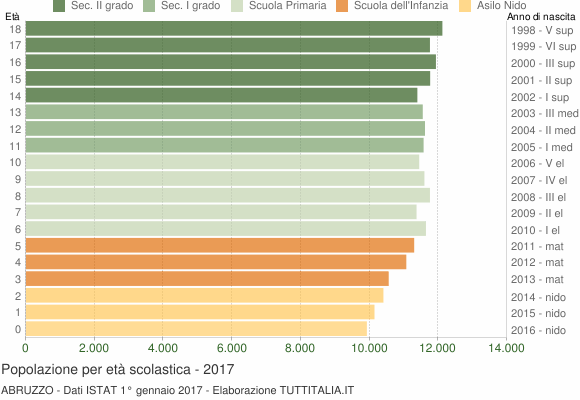 Sec. II grado Sec. I grado Scuola Primaria Scuola dell'Infanzia Asilo Nido
Età Anno di nascita
18 1998 - V sup
17 1999 - VI sup
16 2000 - III sup
15 2001 - II sup
14 2002 - I sup
13 2003 - III med
12 2004 - II med
11 2005 - I med
10 2006 - V el
9 2007 - IV el
8 2008 - III el
7 2009 - II el
6 2010 - I el
5 2011 - mat
4 2012 - mat
3 2013 - mat
2 2014 - nido
1 2015 - nido
0 2016 - nido
0 2.000 4.000 6.000 8.000 10.000 12.000 14.000
Popolazione per età scolastica - 2017
ABRUZZO - Dati ISTAT 1° gennaio 2017 - Elaborazione TUTTITALIA.IT